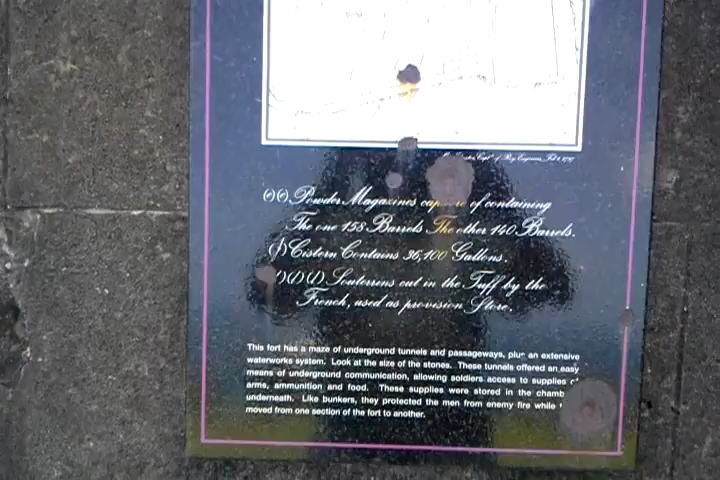 (e)(e). Powder Magazines capable of containing
The one 158 Barrels The other 140 Barrels.
(f) Cistern Contains 36,100 Gallons.
Souterrins cut in the Tuff by the
French, used as provision Store.
This fort has a maze of underground tunnels and passageways, plus an extensive
waterworks system. Look at the size of the stones. These tunnels offered an easy
means of underground communication, allowing soldiers access to supplies of
arms, ammunition and food. These supplies were stored in the
underneath. Like bunkers, they protected the men from enemy fire while
moved from one section of the fort to another.